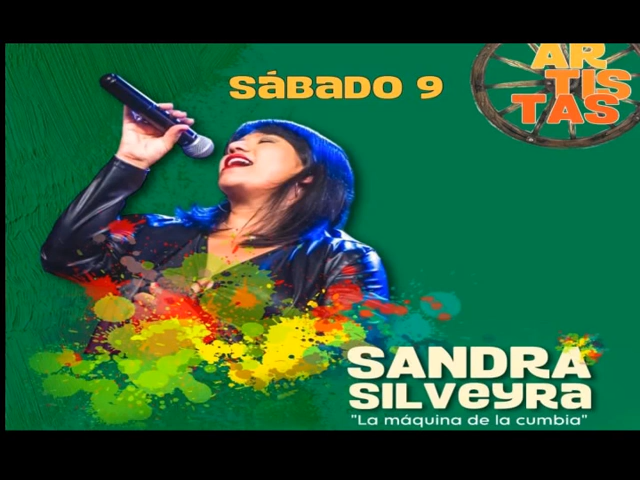 SÁBADO 9
AR
TIS
TAS
SANDRA
SILVEYRA
"La máquina de la cumbia"